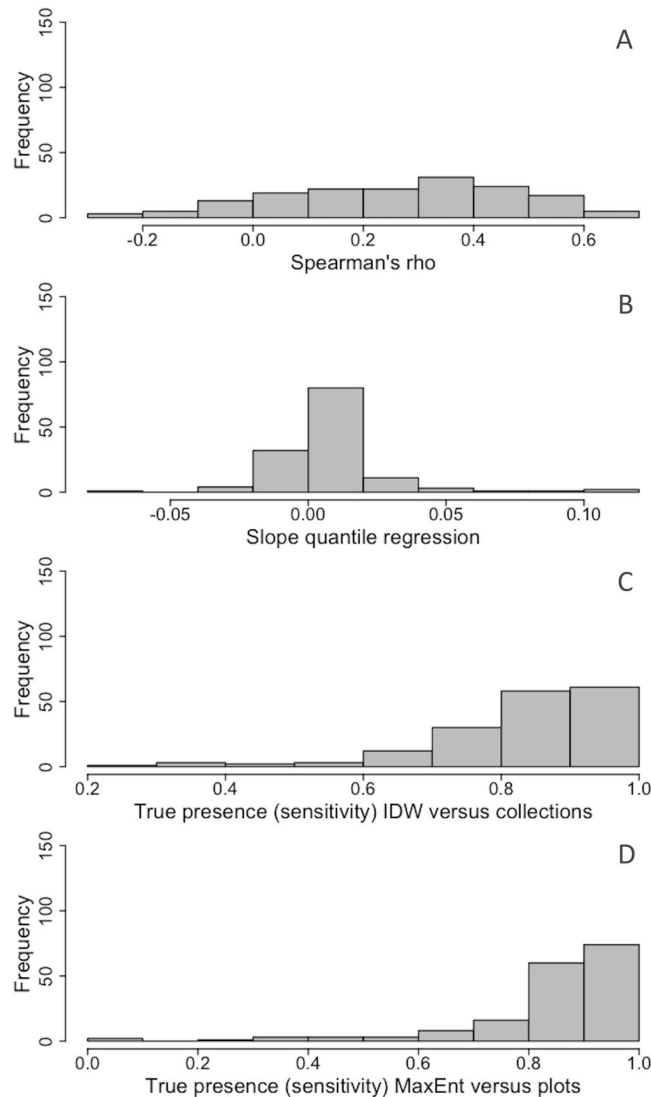 A
150
100
50
0
Frequency
-0.2 0.0 0.2 0.4 0.6
Spearman's rho
B
150
100
50
0
Frequency
-0.05 0.00 0.05 0.10
Slope quantile regression
C
150
100
50
0
Frequency
0.2 0.4 0.6 0.8 1.0
True presence (sensitivity) IDW versus collections
D
150
100
50
0
Frequency
0.0 0.2 0.4 0.6 0.8 1.0
True presence (sensitivity) MaxEnt versus plots